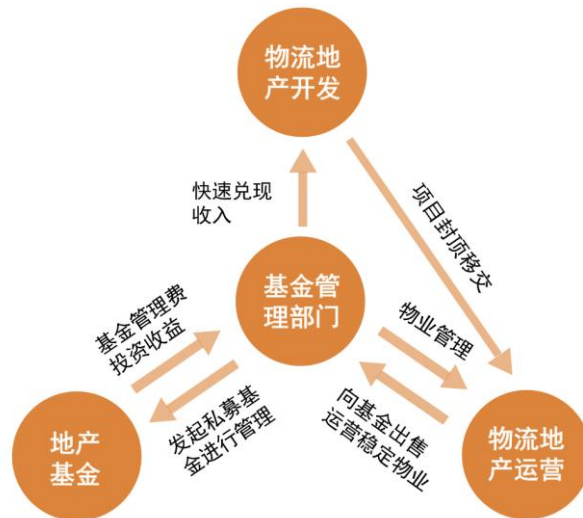 物流地
产开发
快速兑现
收入
项目封顶移交
基金管
理部门
基金管理费
投资收益
物业管理
发起私募基
金进行管理
向基金出售
运营稳定物业
地产
基金
物流地
产运营